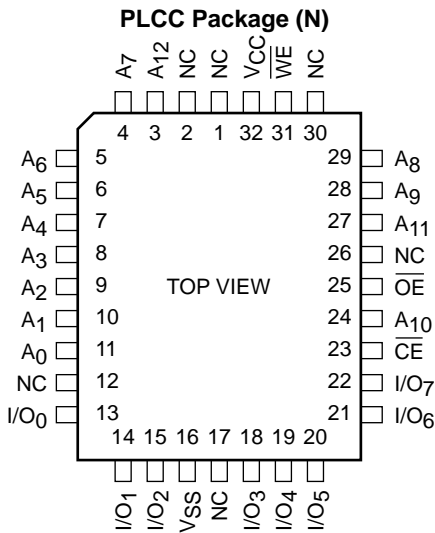 PLCC Package (N)
A7 A12 NC NC VCC W̅E̅ NC
4 3 2 1 32 31 30
A6 5 29 A8
A5 6 28 A9
A4 7 27 A11
A3 8 26 NC
A2 9 TOP VIEW 25 O̅E̅
A1 10 24 A10
A0 11 23 C̅E̅
NC 12 22 I/O7
I/O0 13 21 I/O6
14 15 16 17 18 19 20
I/O1 I/O2 VSS NC I/O3 I/O4 I/O5